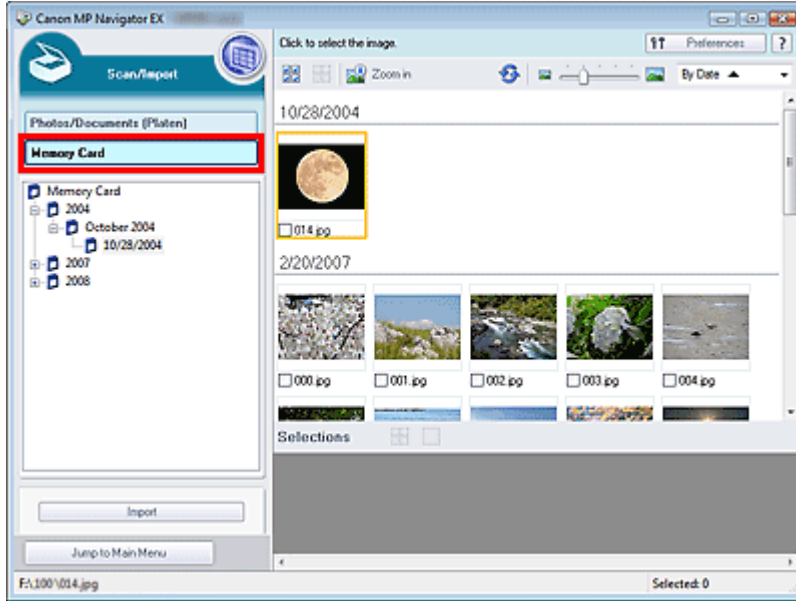 Canon MP Navigator EX
Scan/Import
Photos/Documents (Platen)
Memory Card
Memory Card
2004
October 2004
10/28/2004
2007
2008
Import
Jump to Main Menu
Click to select the image.
Preferences
?
Zoom in
By Date
10/28/2004
014.jpg
2/20/2007
000.jpg
001.jpg
002.jpg
003.jpg
004.jpg
Selections
F:\100\014.jpg
Selected: 0